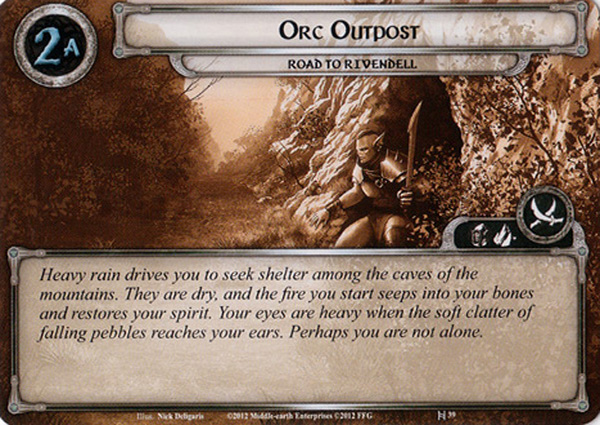 2A
Orc Outpost
ROAD TO RIVENDELL
Heavy rain drives you to seek shelter among the caves of the
mountains. They are dry, and the fire you start seeps into your bones
and restores your spirit. Your eyes are heavy when the soft clatter of
falling pebbles reaches your ears. Perhaps you are not alone.
Illus. Nick Deligaris ©2012 Middle-earth Enterprises ©2012 FFG 39